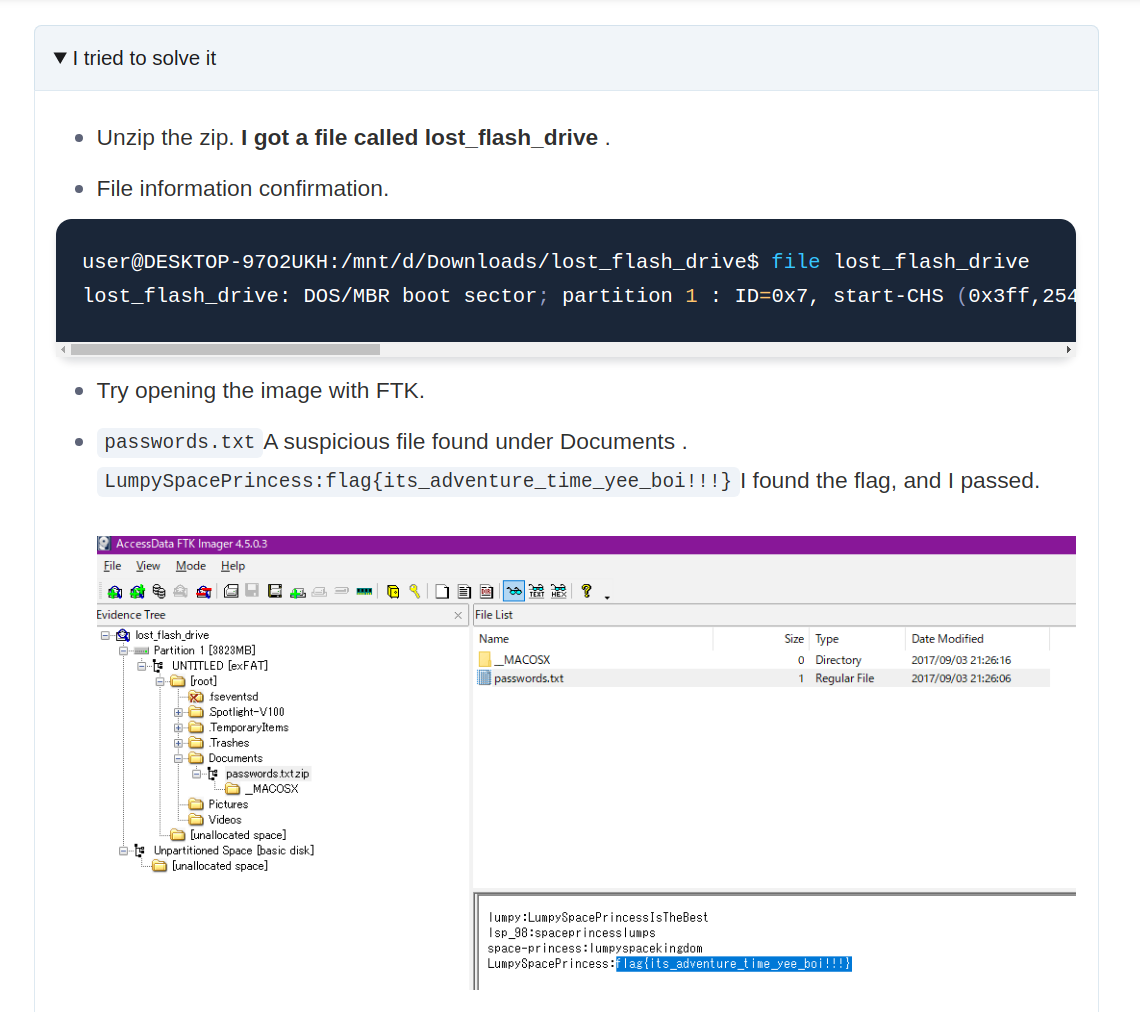 ▼ I tried to solve it
• Unzip the zip. I got a file called lost_flash_drive .
• File information confirmation.
user@DESKTOP-97O2UKH:/mnt/d/Downloads/lost_flash_drive$ file lost_flash_drive
lost_flash_drive: DOS/MBR boot sector; partition 1 : ID=0x7, start-CHS (0x3ff,254
• Try opening the image with FTK.
• passwords.txt A suspicious file found under Documents .
LumpySpacePrincess:flag{its_adventure_time_yee_boi!!!} I found the flag, and I passed.
AccessData FTK Imager 4.5.0.3
File View Mode Help
Evidence Tree
lost_flash_drive
Partition 1 [3823MB]
UNTITLED [exFAT]
[root]
.fseventsd
.Spotlight-V100
.TemporaryItems
.Trashes
Documents
passwords.txt.zip
__MACOSX
Pictures
Videos
[unallocated space]
Unpartitioned Space [basic disk]
[unallocated space]
File List
Name Size Type Date Modified
__MACOSX 0 Directory 2017/09/03 21:26:16
passwords.txt 1 Regular File 2017/09/03 21:26:06
lumpy:LumpySpacePrincessIsTheBest
lsp_98:spaceprincesslumps
space-princess:lumpyspacekingdom
LumpySpacePrincess:flag{its_adventure_time_yee_boi!!!}